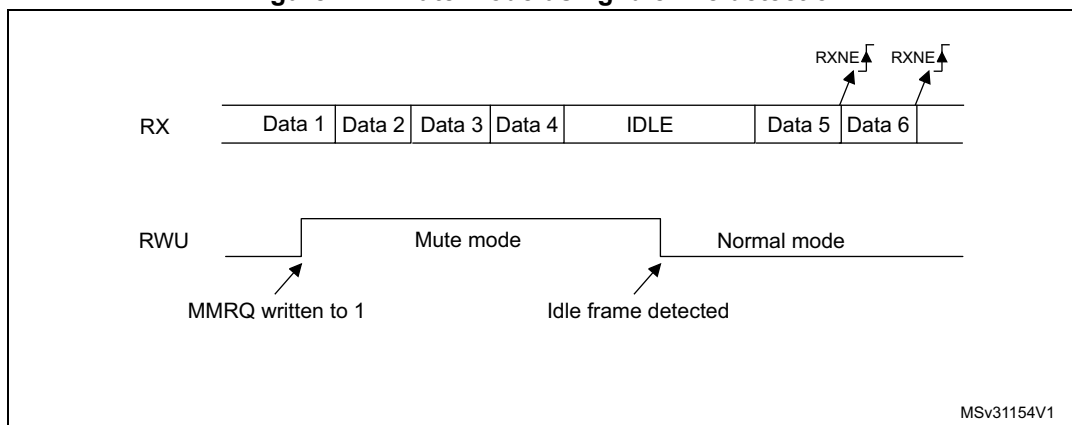 RXNE RXNE
RX Data 1 Data 2 Data 3 Data 4 IDLE Data 5 Data 6
RWU Mute mode Normal mode
MMRQ written to 1 Idle frame detected
MSv31154V1